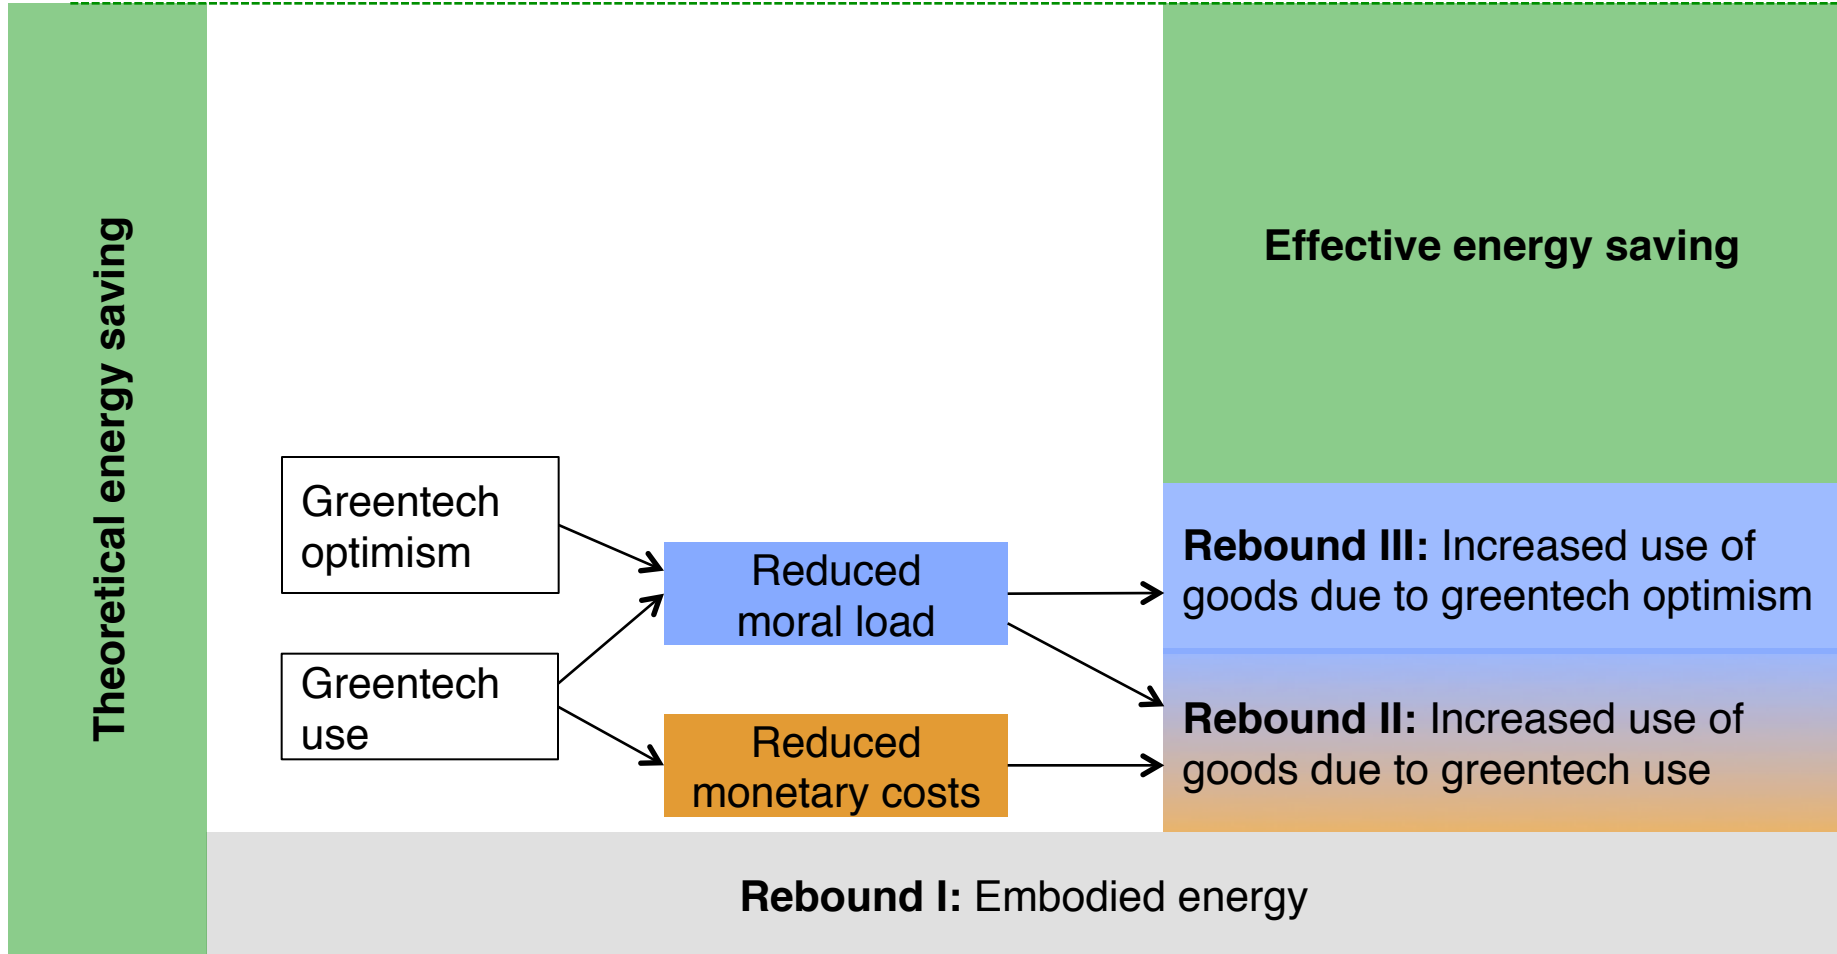 Theoretical energy saving
Effective energy saving
Greentech
optimism
Greentech
use
Reduced
moral load
Reduced
monetary costs
Rebound III: Increased use of
goods due to greentech optimism
Rebound II: Increased use of
goods due to greentech use
Rebound I: Embodied energy